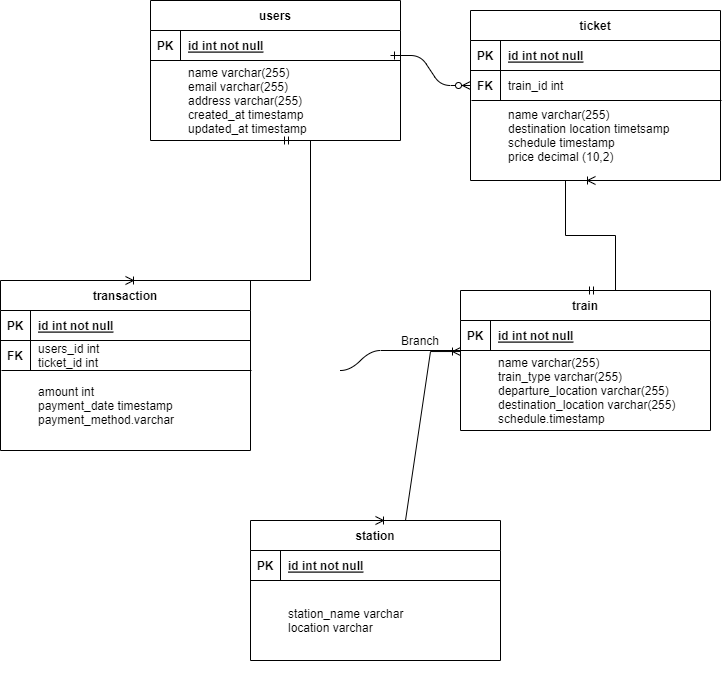 users
PK id int not null
name varchar(255)
email varchar(255)
address varchar(255)
created_at timestamp
updated_at timestamp
ticket
PK id int not null
FK train_id int
name varchar(255)
destination location timetsamp
schedule timestamp
price decimal (10,2)
transaction
PK id int not null
FK users_id int
ticket_id int
amount int
payment_date timestamp
payment_method.varchar
Branch
train
PK id int not null
name varchar(255)
train_type varchar(255)
departure_location varchar(255)
destination_location varchar(255)
schedule.timestamp
station
PK id int not null
station_name varchar
location varchar